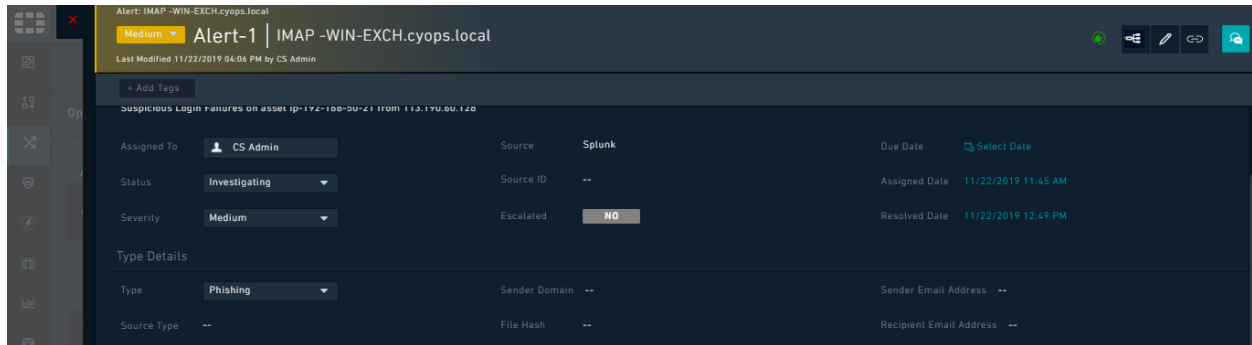 Alert: IMAP -WIN-EXCH.cyops.local
Medium Alert-1 IMAP -WIN-EXCH.cyops.local
Last Modified 11/22/2019 04:06 PM by CS Admin
+ Add Tags
Suspicious Login Failures on asset ip-192-168-50-21 from 113.190.60.128
Op
Assigned To CS Admin Source Splunk Due Date Select Date
Status Investigating Source ID -- Assigned Date 11/22/2019 11:45 AM
Severity Medium Escalated NO Resolved Date 11/22/2019 12:49 PM
Type Details
Type Phishing Sender Domain -- Sender Email Address --
Source Type -- File Hash -- Recipient Email Address --